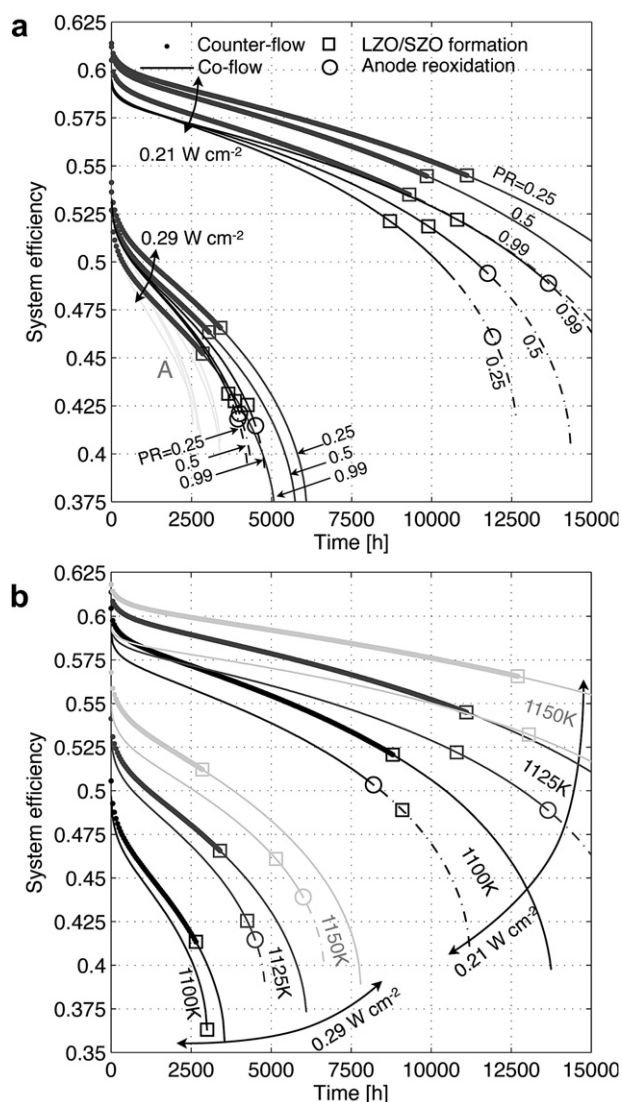 a
0.625
0.6
0.575
0.55
0.525
0.5
0.475
0.45
0.425
0.4
0.375
Counter-flow
LZO/SZO formation
Co-flow
Anode reoxidation
0.21 W cm-2
0.29 W cm-2
A
PR=0.25
0.5
0.99
0.99
0.5
0.25
PR=0.25
0.5
0.99
0.25
0.5
0.99
System efficiency
0 2500 5000 7500 10000 12500 15000
Time [h]
b
0.625
0.6
0.575
0.55
0.525
0.5
0.475
0.45
0.425
0.4
0.375
0.35
1150K
1125K
1100K
0.21 W cm-2
1100K
1125K
1150K
0.29 W cm-2
System efficiency
0 2500 5000 7500 10000 12500 15000
Time [h]